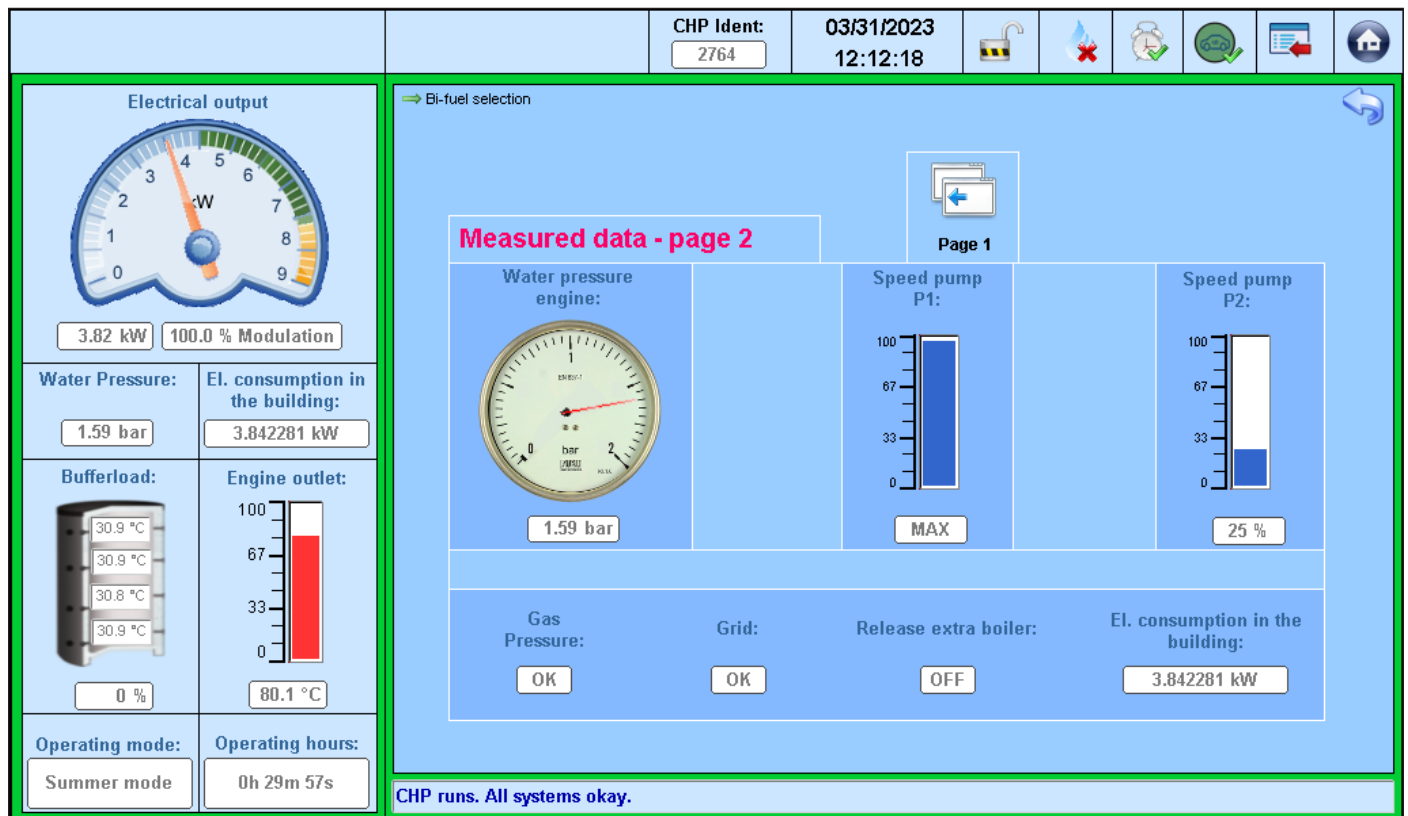 CHP Ident:
2764
03/31/2023
12:12:18
Electrical output
0
1
2
3
4
5
6
7
8
9
kW
3.82 kW
100.0 % Modulation
Water Pressure:
1.59 bar
El. consumption in
the building:
3.842281 kW
Bufferload:
30.9 °C
30.9 °C
30.8 °C
30.9 °C
0 %
Engine outlet:
100
67
33
0
80.1 °C
Operating mode:
Summer mode
Operating hours:
0h 29m 57s
Bi-fuel selection
Page 1
Measured data - page 2
Water pressure
engine:
0
1
2
bar
1.59 bar
Speed pump
P1:
100
67
33
0
MAX
Speed pump
P2:
100
67
33
0
25 %
Gas
Pressure:
OK
Grid:
OK
Release extra boiler:
OFF
El. consumption in the
building:
3.842281 kW
CHP runs. All systems okay.